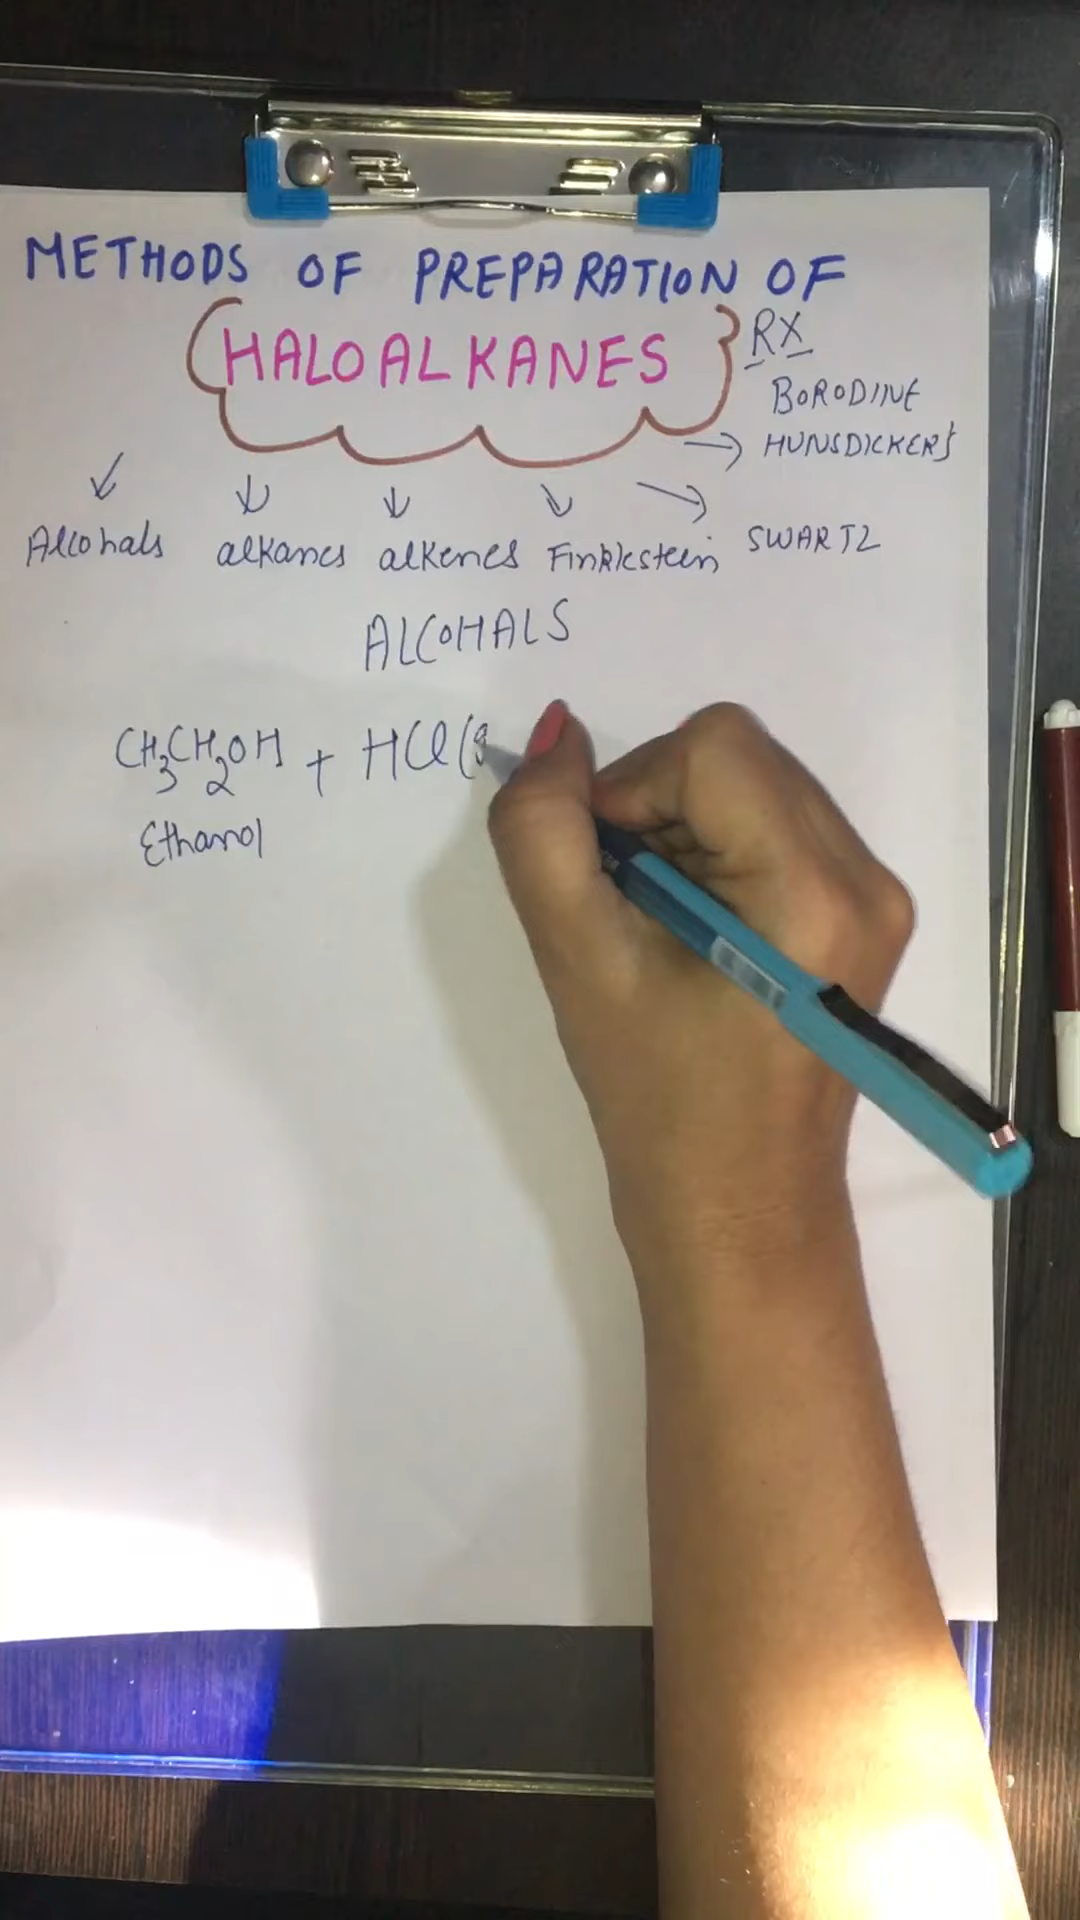 METHODS OF PREPARATION OF
HALOALKANES RX
BORODINE
HUNSDICKERS
Alcohals alkanes alkenes Finklestein SWARTZ
ALCOHALS
CH3CH2OH + HCl(g
Ethanol